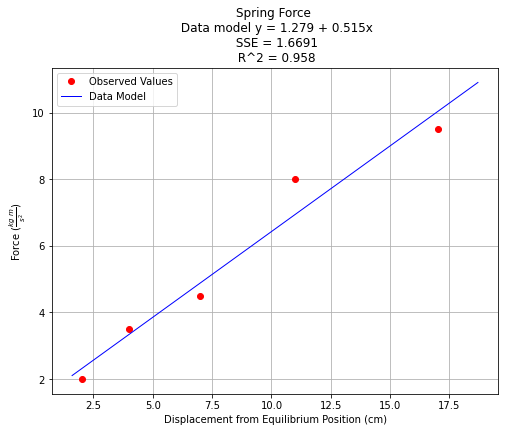 Spring Force
Data model y = 1.279 + 0.515x
SSE = 1.6691
R^2 = 0.958
Observed Values
Data Model
10
8
6
4
2
Force (kg m/s²)
2.5 5.0 7.5 10.0 12.5 15.0 17.5
Displacement from Equilibrium Position (cm)